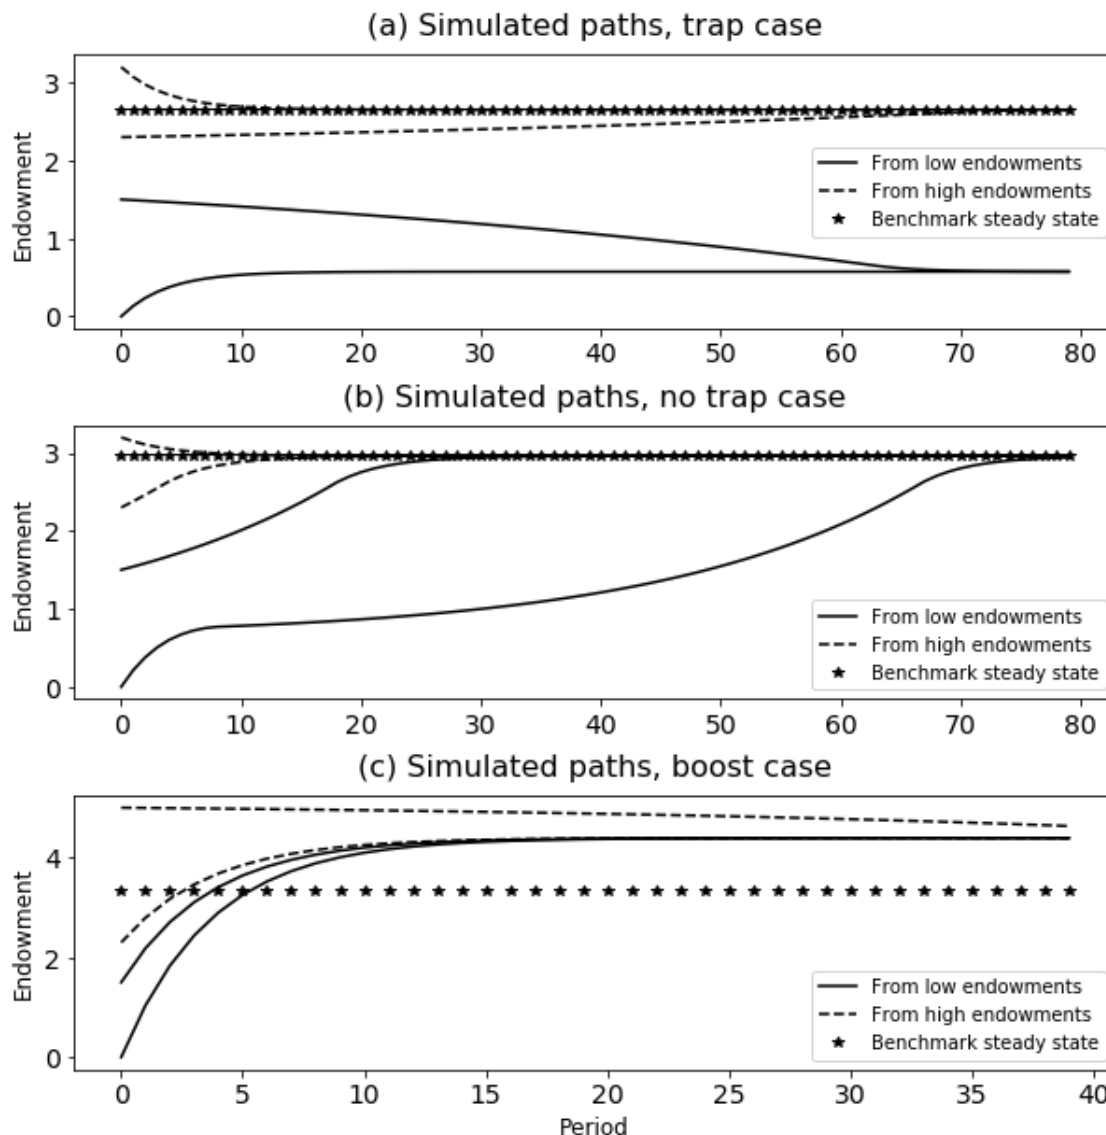 (a) Simulated paths, trap case
3
2
1
0
Endowment
From low endowments
From high endowments
Benchmark steady state
0 10 20 30 40 50 60 70 80
(b) Simulated paths, no trap case
3
2
1
0
Endowment
From low endowments
From high endowments
Benchmark steady state
0 10 20 30 40 50 60 70 80
(c) Simulated paths, boost case
4
2
0
Endowment
From low endowments
From high endowments
Benchmark steady state
0 5 10 15 20 25 30 35 40
Period